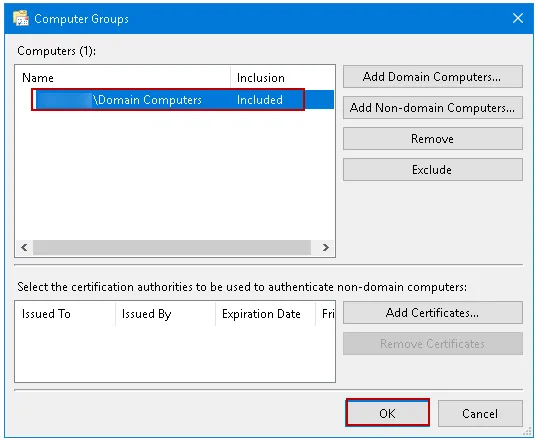 Computer Groups
Computers (1):
Name Inclusion
\Domain Computers Included
Add Domain Computers...
Add Non-domain Computers...
Remove
Exclude
Select the certification authorities to be used to authenticate non-domain computers:
Issued To Issued By Expiration Date Fri
Add Certificates...
Remove Certificates
OK Cancel